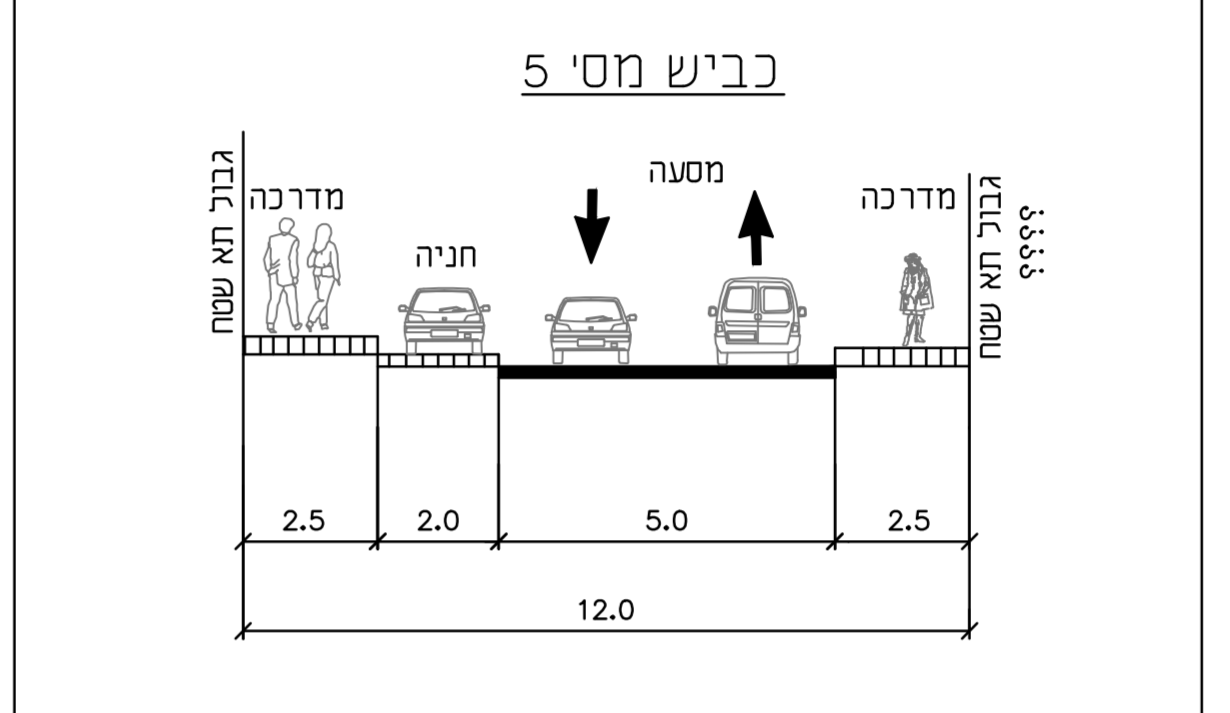 כביש מסי 5
גבול תא שטח
מדרכה
חניה
מסעה
מדרכה
גבול תא שטח
????
2.5
2.0
5.0
2.5
12.0